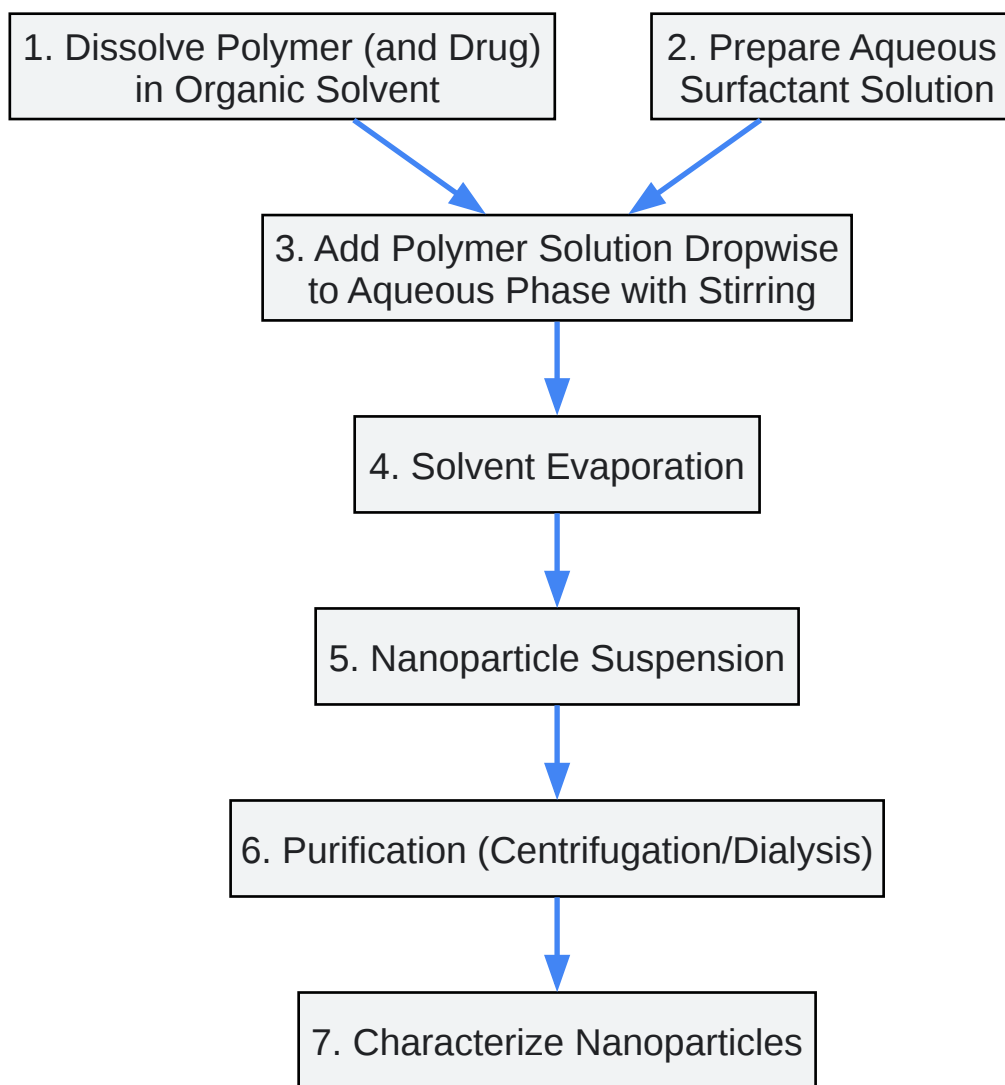 1. Dissolve Polymer (and Drug)
in Organic Solvent
2. Prepare Aqueous
Surfactant Solution
3. Add Polymer Solution Dropwise
to Aqueous Phase with Stirring
4. Solvent Evaporation
5. Nanoparticle Suspension
6. Purification (Centrifugation/Dialysis)
7. Characterize Nanoparticles